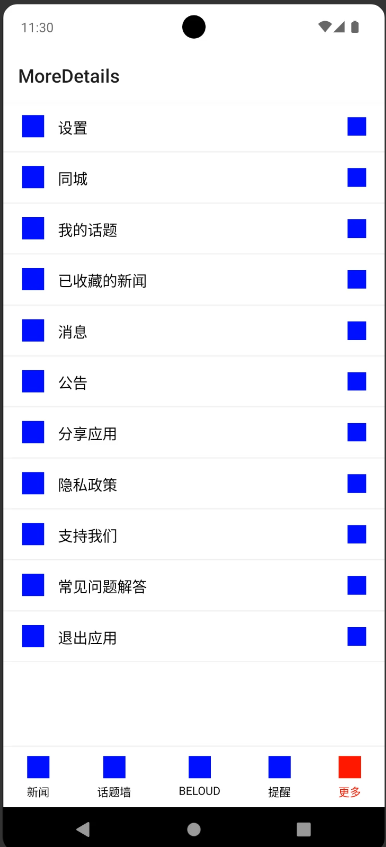 11:30
MoreDetails
设置
同城
我的话题
已收藏的新闻
消息
公告
分享应用
隐私政策
支持我们
常见问题解答
退出应用
新闻 话题墙 BELOUD 提醒 更多